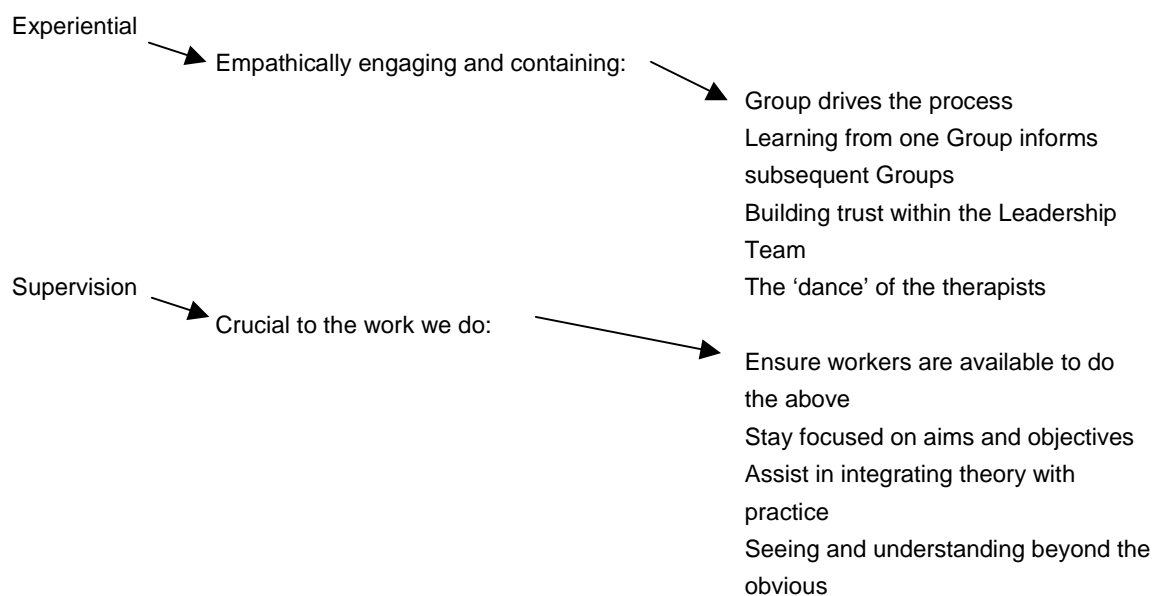 Experiential
Empathically engaging and containing:
Group drives the process
Learning from one Group informs
subsequent Groups
Building trust within the Leadership
Team
Supervision
The ‘dance’ of the therapists
Crucial to the work we do:
Ensure workers are available to do
the above
Stay focused on aims and objectives
Assist in integrating theory with
practice
Seeing and understanding beyond the
obvious